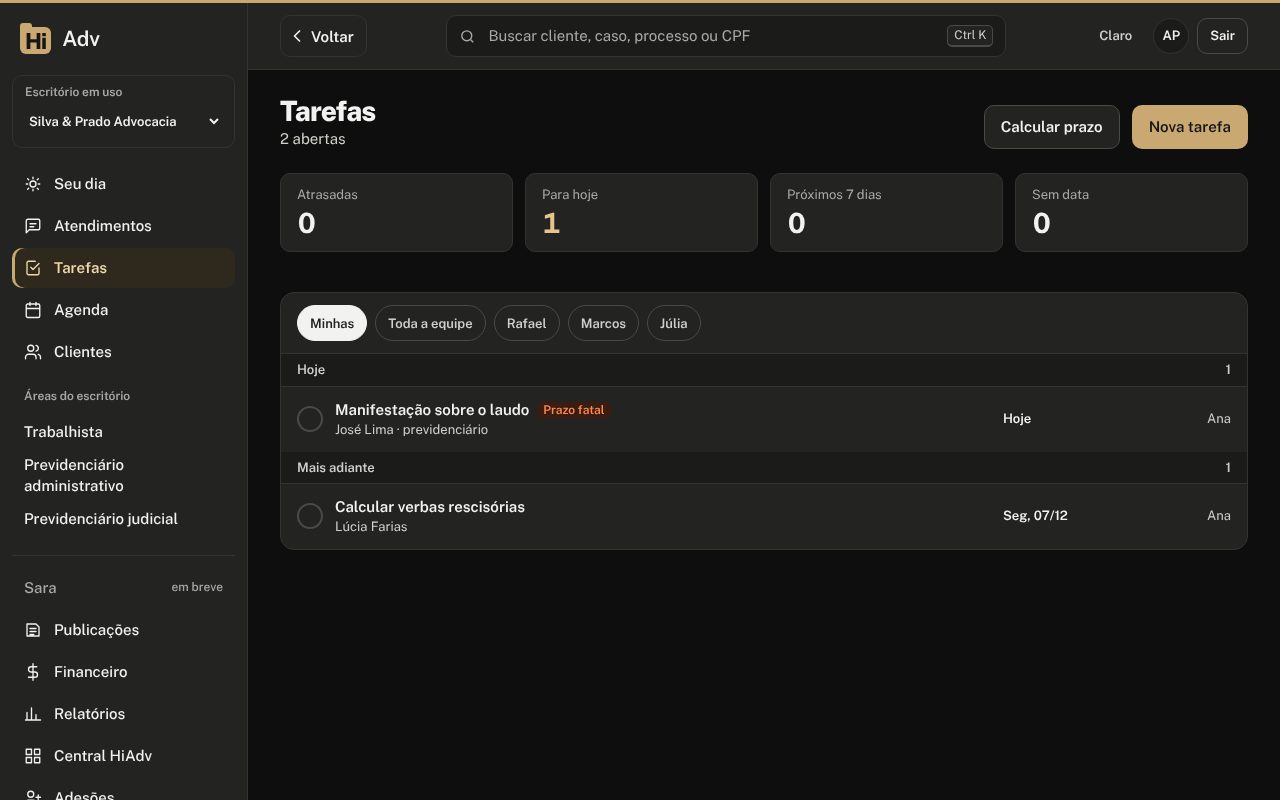 Hi Adv
Escritório em uso
Silva & Prado Advocacia
Seu dia
Atendimentos
Tarefas
Agenda
Clientes
Áreas do escritório
Trabalhista
Previdenciário
administrativo
Previdenciário judicial
Sara em breve
Publicações
Financeiro
Relatórios
Central HiAdv
Adesões
Voltar
Buscar cliente, caso, processo ou CPF
Ctrl K
Claro
AP
Sair
Tarefas
2 abertas
Calcular prazo
Nova tarefa
Atrasadas
0
Para hoje
1
Próximos 7 dias
0
Sem data
0
Minhas
Toda a equipe
Rafael
Marcos
Júlia
Hoje 1
Manifestação sobre o laudo Prazo fatal
José Lima · previdenciário
Hoje
Ana
Mais adiante 1
Calcular verbas rescisórias
Lúcia Farias
Seg, 07/12
Ana